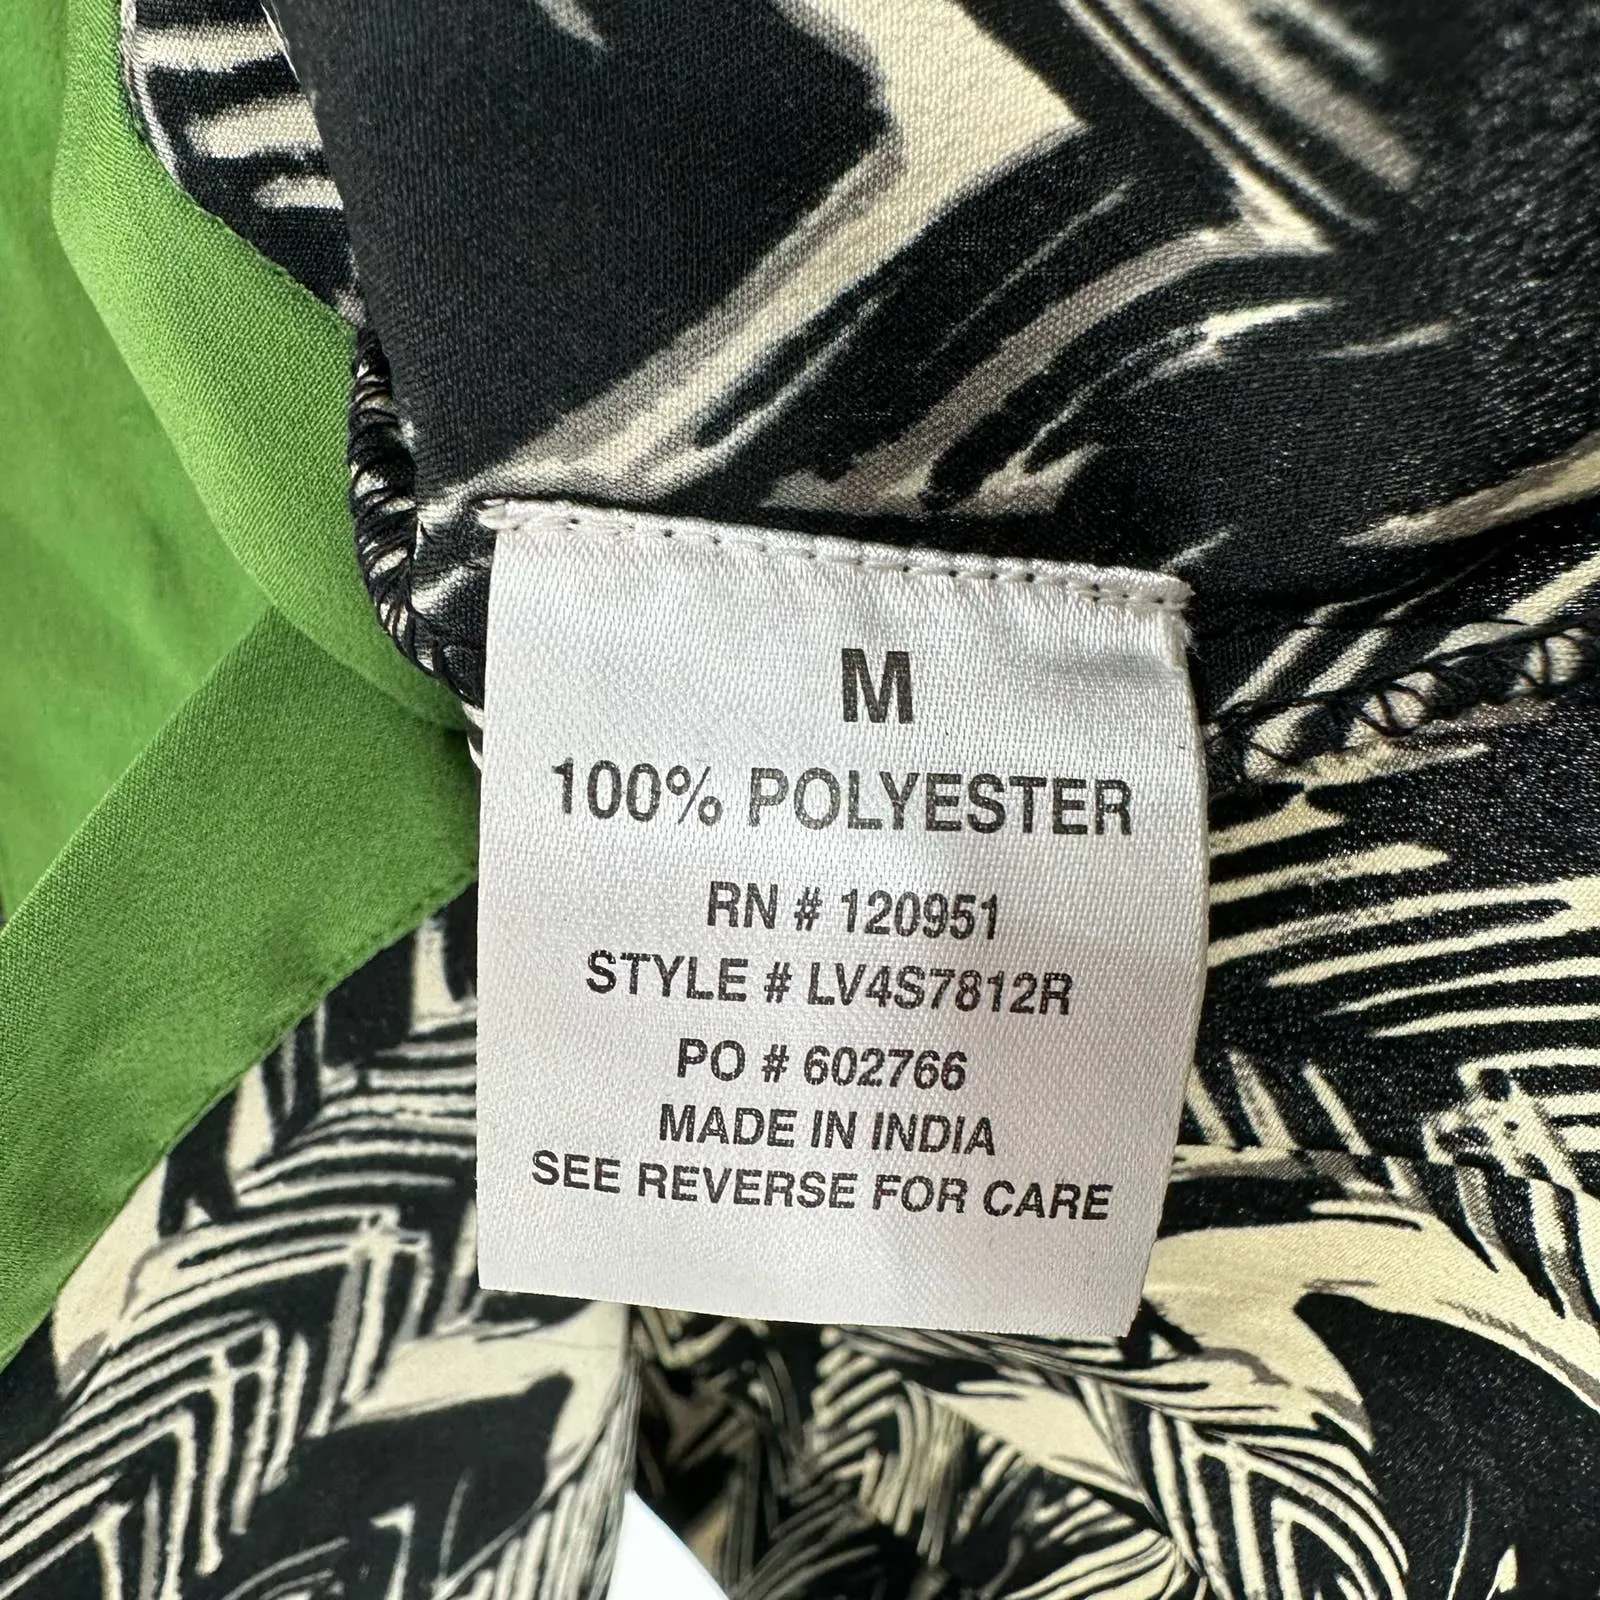 M
100% POLYESTER
RN # 120951
STYLE # LV4S7812R
PO # 602766
MADE IN INDIA
SEE REVERSE FOR CARE